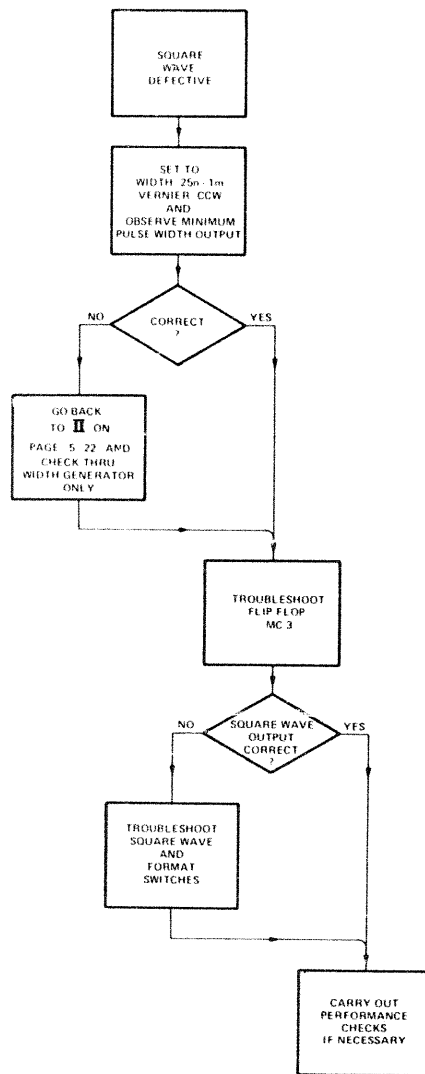 SQUARE
WAVE
DEFECTIVE
SET TO
WIDTH 25n - 1m
VERNIER CCW
AND
OBSERVE MINIMUM
PULSE WIDTH OUTPUT
NO
CORRECT
?
YES
GO BACK
TO II ON
PAGE 5 22 AND
CHECK THRU
WIDTH GENERATOR
ONLY
TROUBLESHOOT
FLIP FLOP
MC 3
NO
SQUARE WAVE
OUTPUT
CORRECT
?
YES
TROUBLESHOOT
SQUARE WAVE
AND
FORMAT
SWITCHES
CARRY OUT
PERFORMANCE
CHECKS
IF NECESSARY